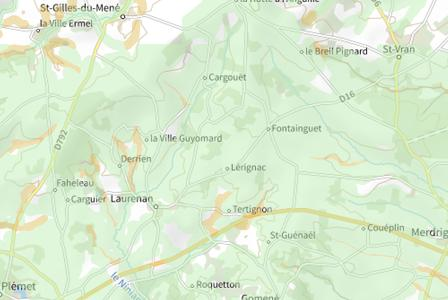 St-Gilles-du-Mené
la Ville Ermel
le Breil Pignard
St-Vran
Cargouët
D16
Fontainguet
la Ville Guyomard
D792
Derrien
Lérignac
Faheleau
Carguier
Laurenan
Tertignon
Couëplin
Merdrig
St-Guénaël
Plémet
Roquetton
Gomené